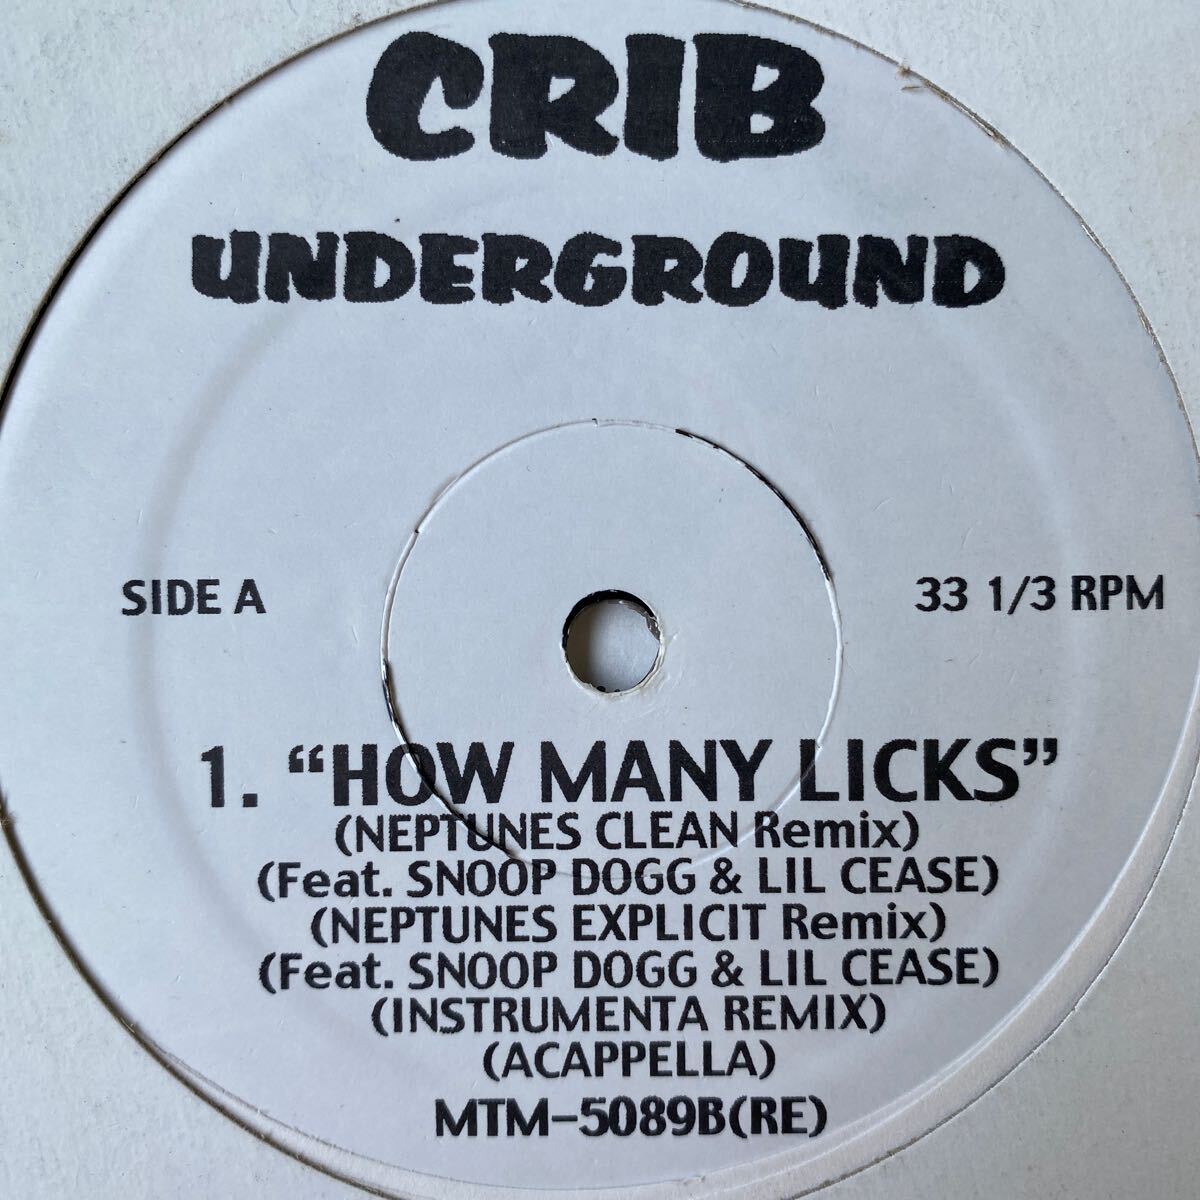 CRIB
UNDERGROUND
SIDE A
33 1/3 RPM
1. “HOW MANY LICKS”
(NEPTUNES CLEAN Remix)
(Feat. SNOOP DOGG & LIL CEASE)
(NEPTUNES EXPLICIT Remix)
(Feat. SNOOP DOGG & LIL CEASE)
(INSTRUMENTA REMIX)
(ACAPPELLA)
MTM-5089B(RE)